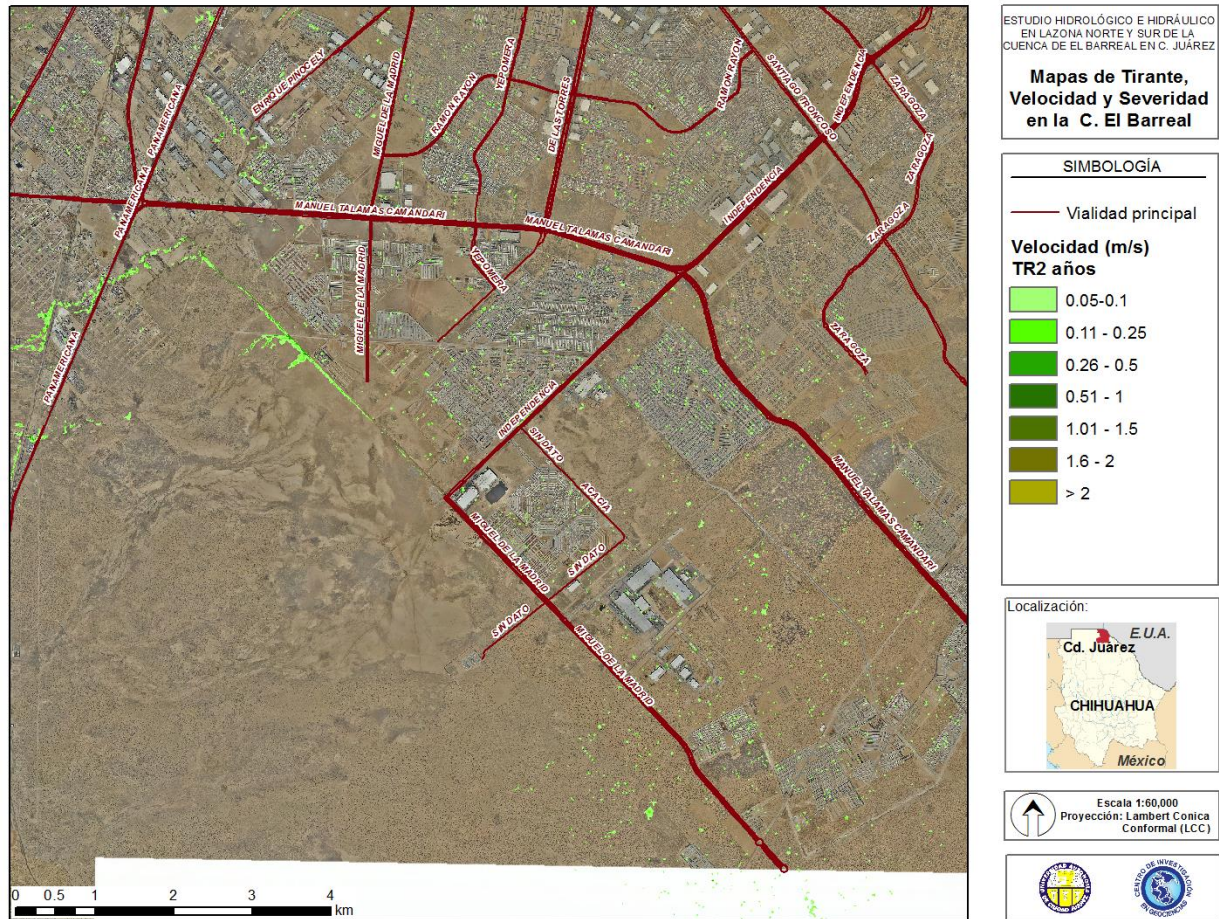 ESTUDIO HIDROLÓGICO E HIDRÁULICO
EN LAZONA NORTE Y SUR DE LA
CUENCA DE EL BARREAL EN C. JUÁREZ
Mapas de Tirante,
Velocidad y Severidad
en la C. El Barreal
SIMBOLOGÍA
Vialidad principal
Velocidad (m/s)
TR2 años
0.05-0.1
0.11 - 0.25
0.26 - 0.5
0.51 - 1
1.01 - 1.5
1.6 - 2
> 2
Localización:
E.U.A.
Cd. Juárez
CHIHUAHUA
México
Escala 1:60,000
Proyección: Lambert Conica
Conformal (LCC)
CENTRO DE INVESTIGACIÓN
EN GEOCIENCIAS
PANAMERICANA
PANAMERICANA
PANAMERICANA
PANAMERICANA
ENRIQUE PINOCELY
MIGUEL DE LA MADRID
RAMON RAYON
YEPOMERA
DE LAS TORRES
RAMON RAYON
SANTIAGO TRONCOSO
INDEPENDENCIA
ZARAGOZA
ZARAGOZA
ZARAGOZA
ZARAGOZA
MANUEL TALAMAS CAMANDARI
MANUEL TALAMAS CAMANDARI
INDEPENDENCIA
MIGUEL DE LA MADRID
YEPOMERA
INDEPENDENCIA
SIN DATO
ACACIA
SIN DATO
SIN DATO
MANUEL TALAMAS CAMANDARI
MIGUEL DE LA MADRID
MIGUEL DE LA MADRID
0 0.5 1 2 3 4
km